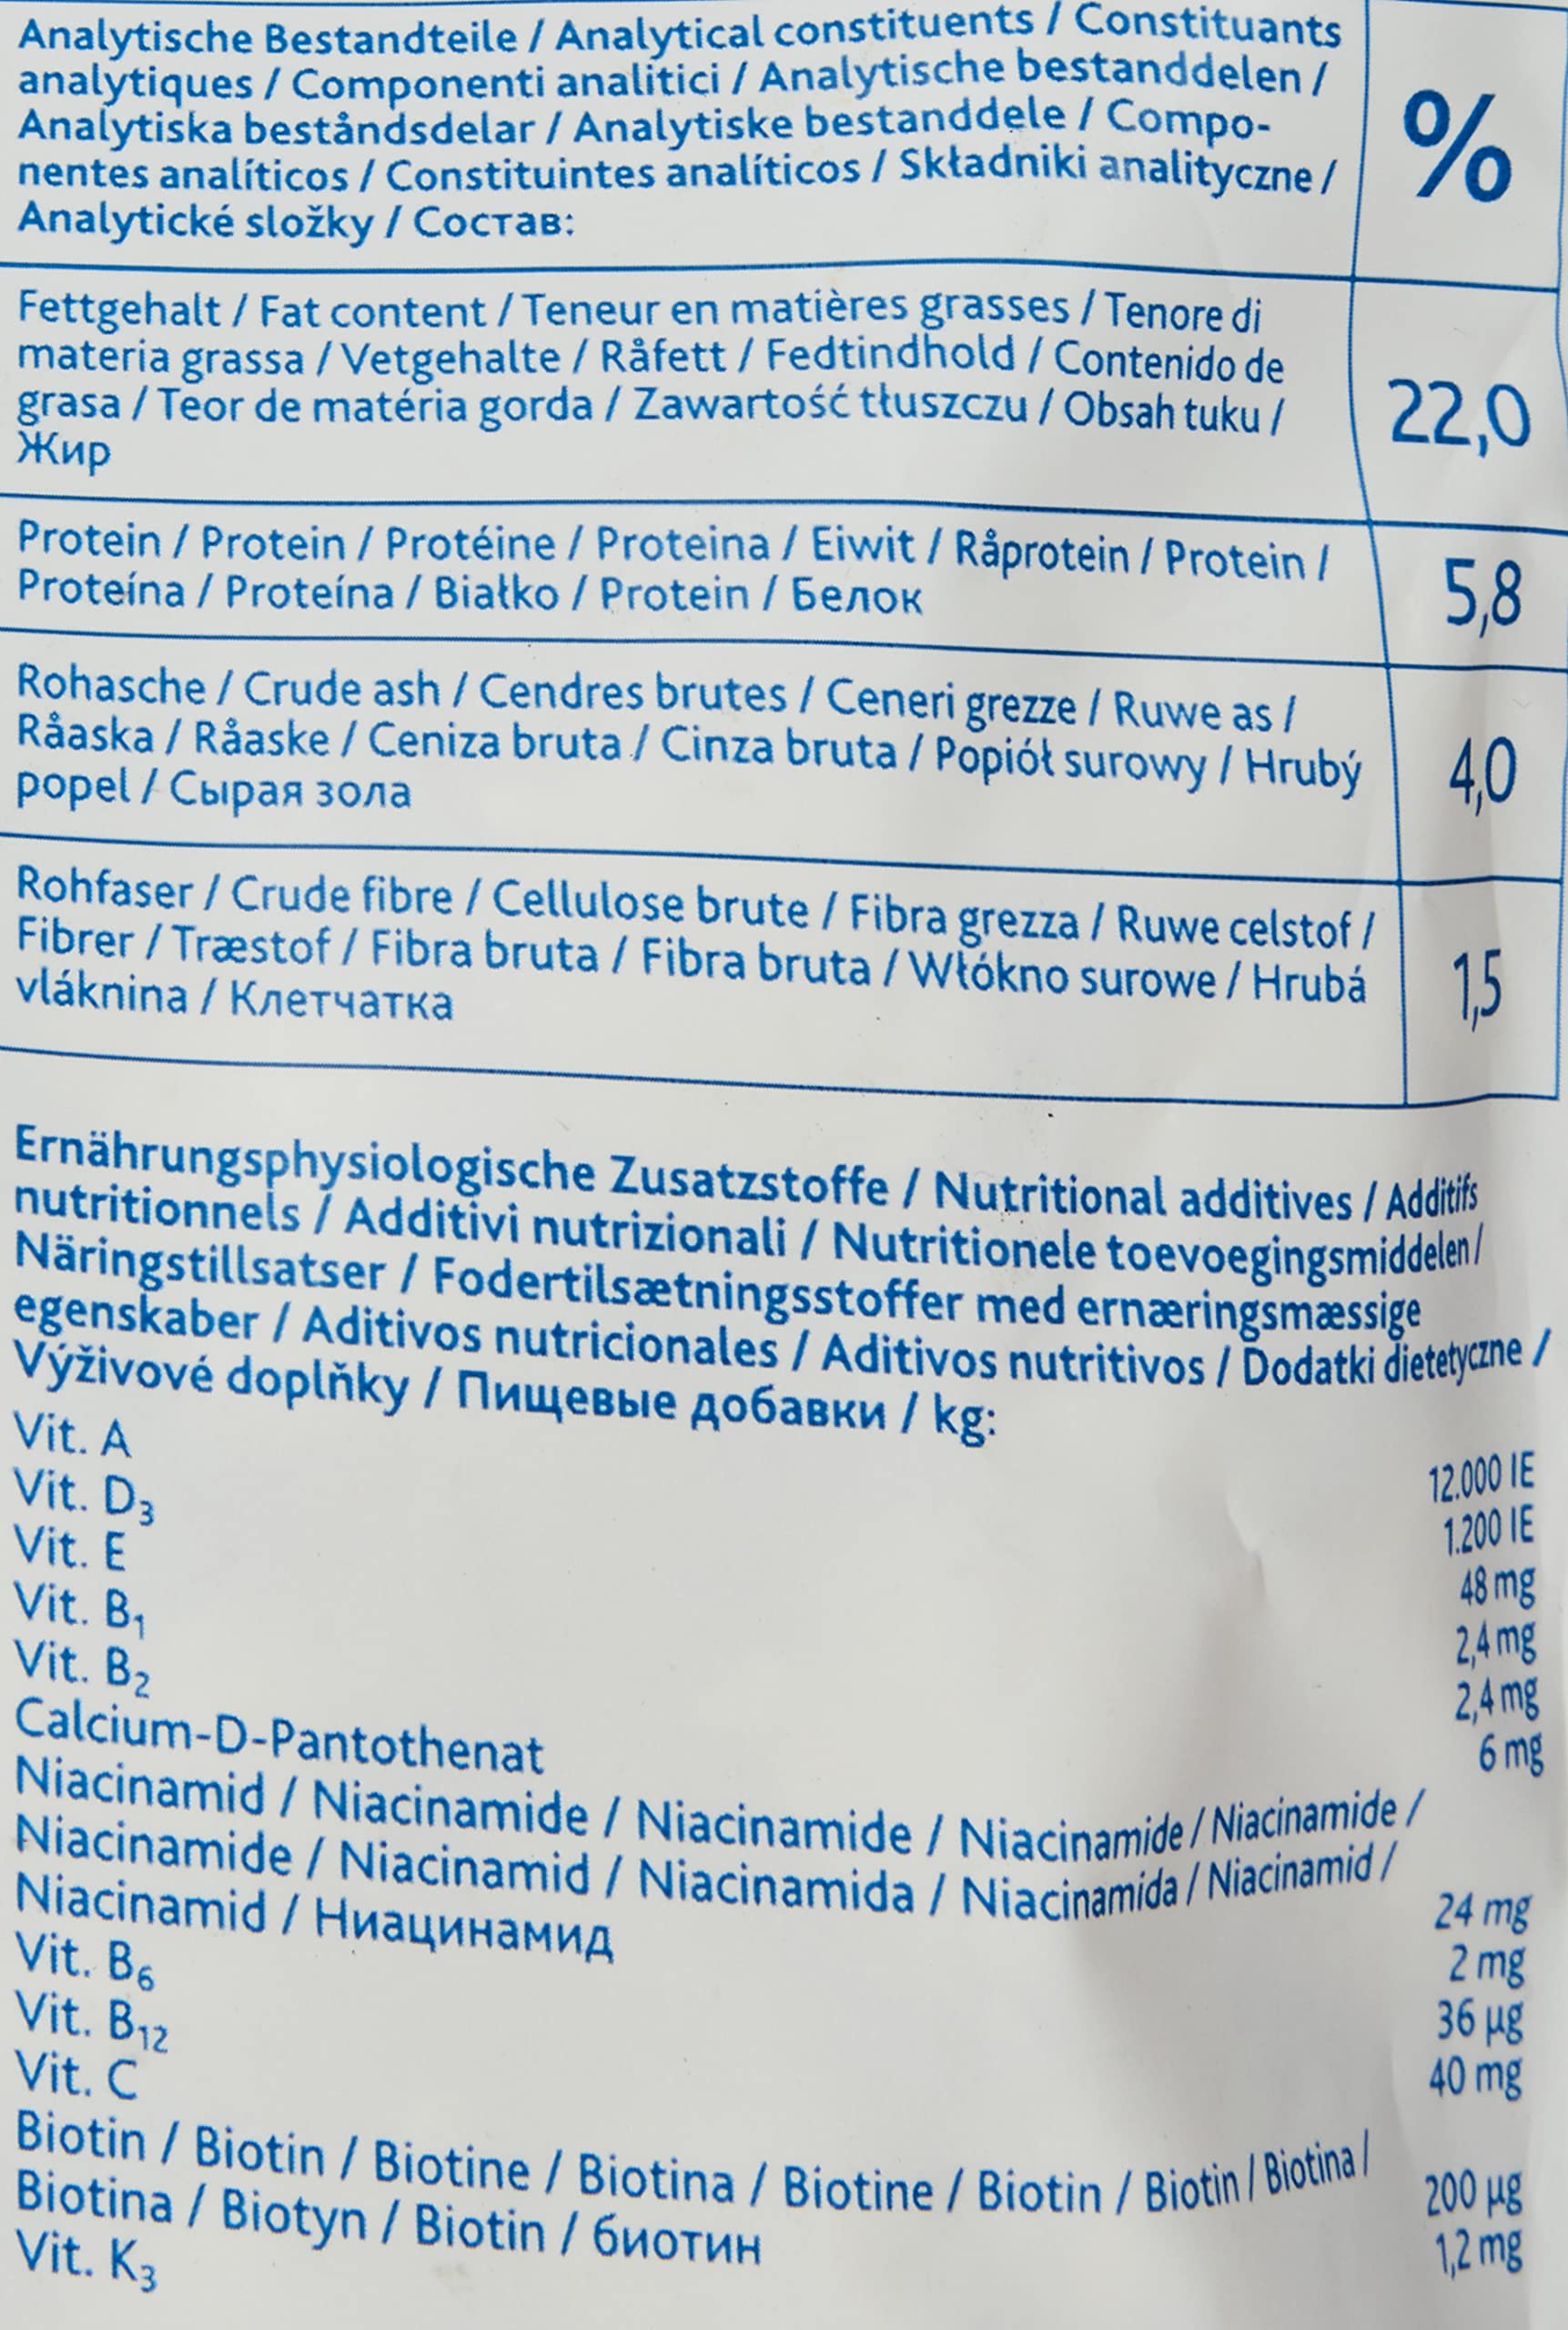 Analytische Bestandteile / Analytical constituents / Constituants
analytiques / Componenti analitici / Analytische bestanddelen /
Analytiska beståndsdelar / Analytiske bestanddele / Compo-
nentes analíticos / Constituintes analíticos / Składniki analityczne /
Analytické složky / Состав:
%
Fettgehalt / Fat content / Teneur en matières grasses / Tenore di
materia grassa / Vetgehalte / Råfett / Fedtindhold / Contenido de
grasa / Teor de matéria gorda / Zawartość tłuszczu / Obsah tuku /
Жир
22,0
Protein / Protein / Protéine / Proteina / Eiwit / Råprotein / Protein /
Proteína / Proteína / Białko / Protein / Белок
5,8
Rohasche / Crude ash / Cendres brutes / Ceneri grezze / Ruwe as /
Råaska / Råaske / Ceniza bruta / Cinza bruta / Popiół surowy / Hrubý
popel / Сырая зола
4,0
Rohfaser / Crude fibre / Cellulose brute / Fibra grezza / Ruwe celstof /
Fibrer / Træstof / Fibra bruta / Fibra bruta / Włókno surowe / Hrubá
vláknina / Клетчатка
1,5
Ernährungsphysiologische Zusatzstoffe / Nutritional additives / Additifs
nutritionnels / Additivi nutrizionali / Nutritionele toevoegingsmiddelen /
Näringstillsatser / Fodertilsætningsstoffer med ernæringsmæssige
egenskaber / Aditivos nutricionales / Aditivos nutritivos / Dodatki dietetyczne /
Výživové doplňky / Пищевые добавки / kg:
Vit. A 12.000 IE
Vit. D3 1.200 IE
Vit. E 48 mg
Vit. B1 2,4 mg
Vit. B2 2,4 mg
Calcium-D-Pantothenat 6 mg
Niacinamid / Niacinamide / Niacinamide / Niacinamide / Niacinamide /
Niacinamide / Niacinamid / Niacinamida / Niacinamida / Niacinamid /
Niacinamid / Ниацинамид 24 mg
Vit. B6 2 mg
Vit. B12 36 µg
Vit. C 40 mg
Biotin / Biotin / Biotine / Biotina / Biotine / Biotin / Biotin / Biotina /
Biotina / Biotyn / Biotin / биотин 200 µg
Vit. K3 1,2 mg